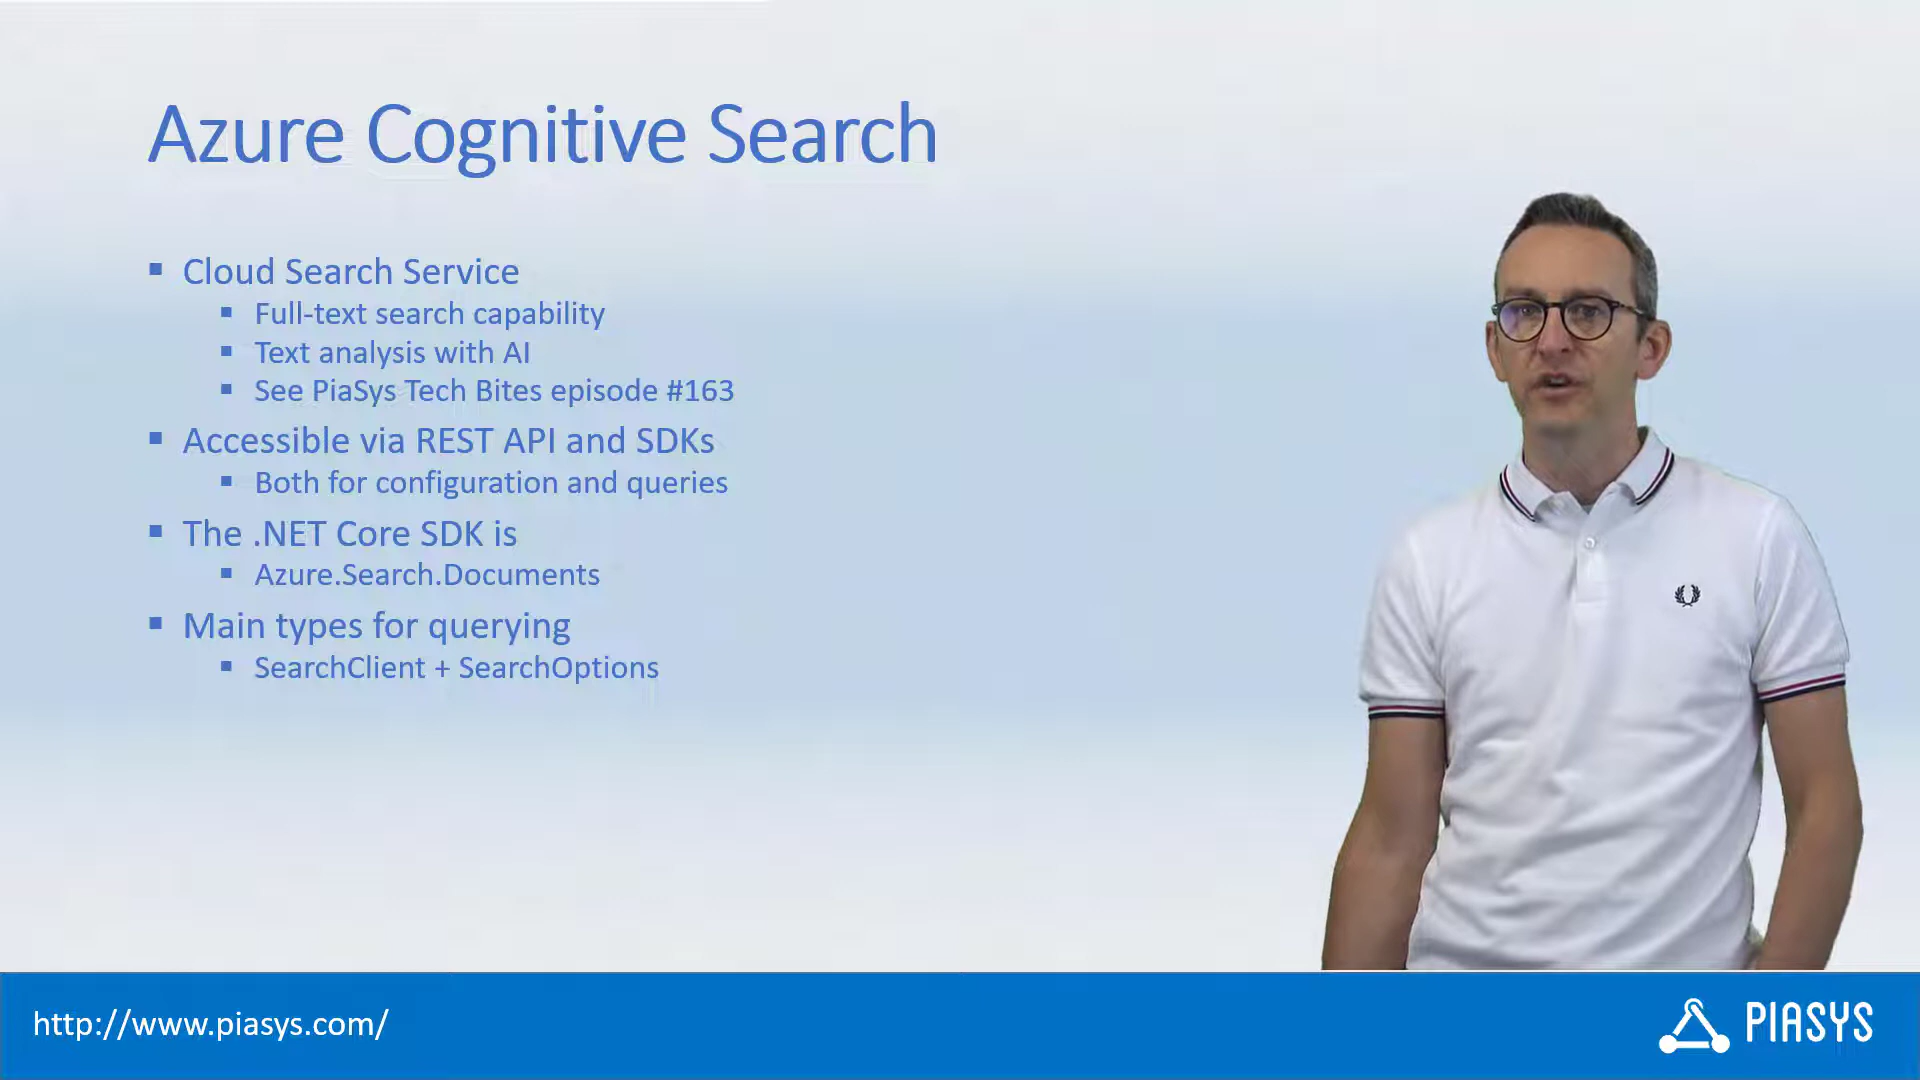 Azure Cognitive Search
Cloud Search Service
Full-text search capability
Text analysis with AI
See PiaSys Tech Bites episode #163
Accessible via REST API and SDKs
Both for configuration and queries
The .NET Core SDK is
Azure.Search.Documents
Main types for querying
SearchClient + SearchOptions
http://www.piasys.com/
PIASYS